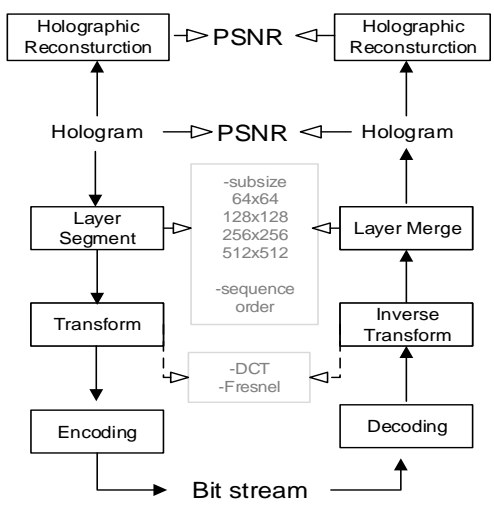 Holographic
Reconsturction
PSNR
Holographic
Reconsturction
Hologram
PSNR
Hologram
-subsize
64x64
128x128
256x256
512x512
-sequence
order
Layer
Segment
Layer Merge
Transform
Inverse
Transform
-DCT
-Fresnel
Encoding
Decoding
Bit stream